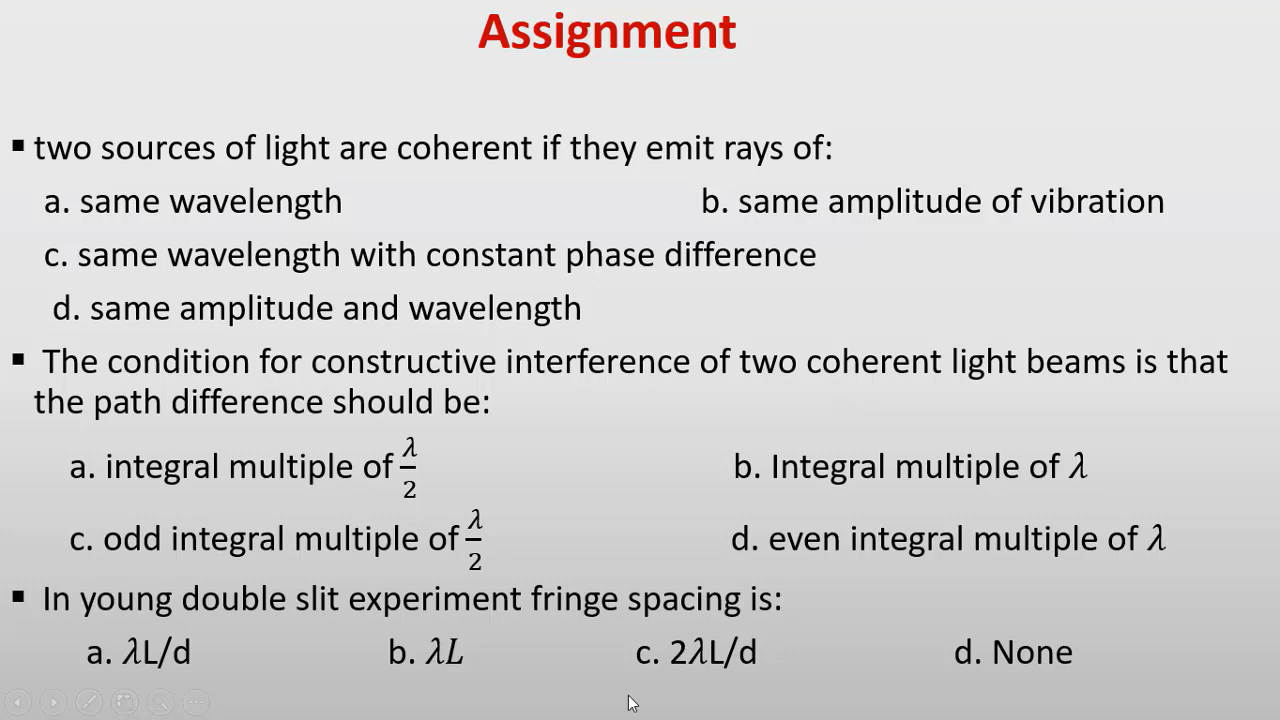 Assignment
▪ two sources of light are coherent if they emit rays of:
a. same wavelength b. same amplitude of vibration
c. same wavelength with constant phase difference
d. same amplitude and wavelength
▪ The condition for constructive interference of two coherent light beams is that
the path difference should be:
a. integral multiple of λ/2 b. Integral multiple of λ
c. odd integral multiple of λ/2 d. even integral multiple of λ
▪ In young double slit experiment fringe spacing is:
a. λL/d b. λL c. 2λL/d d. None